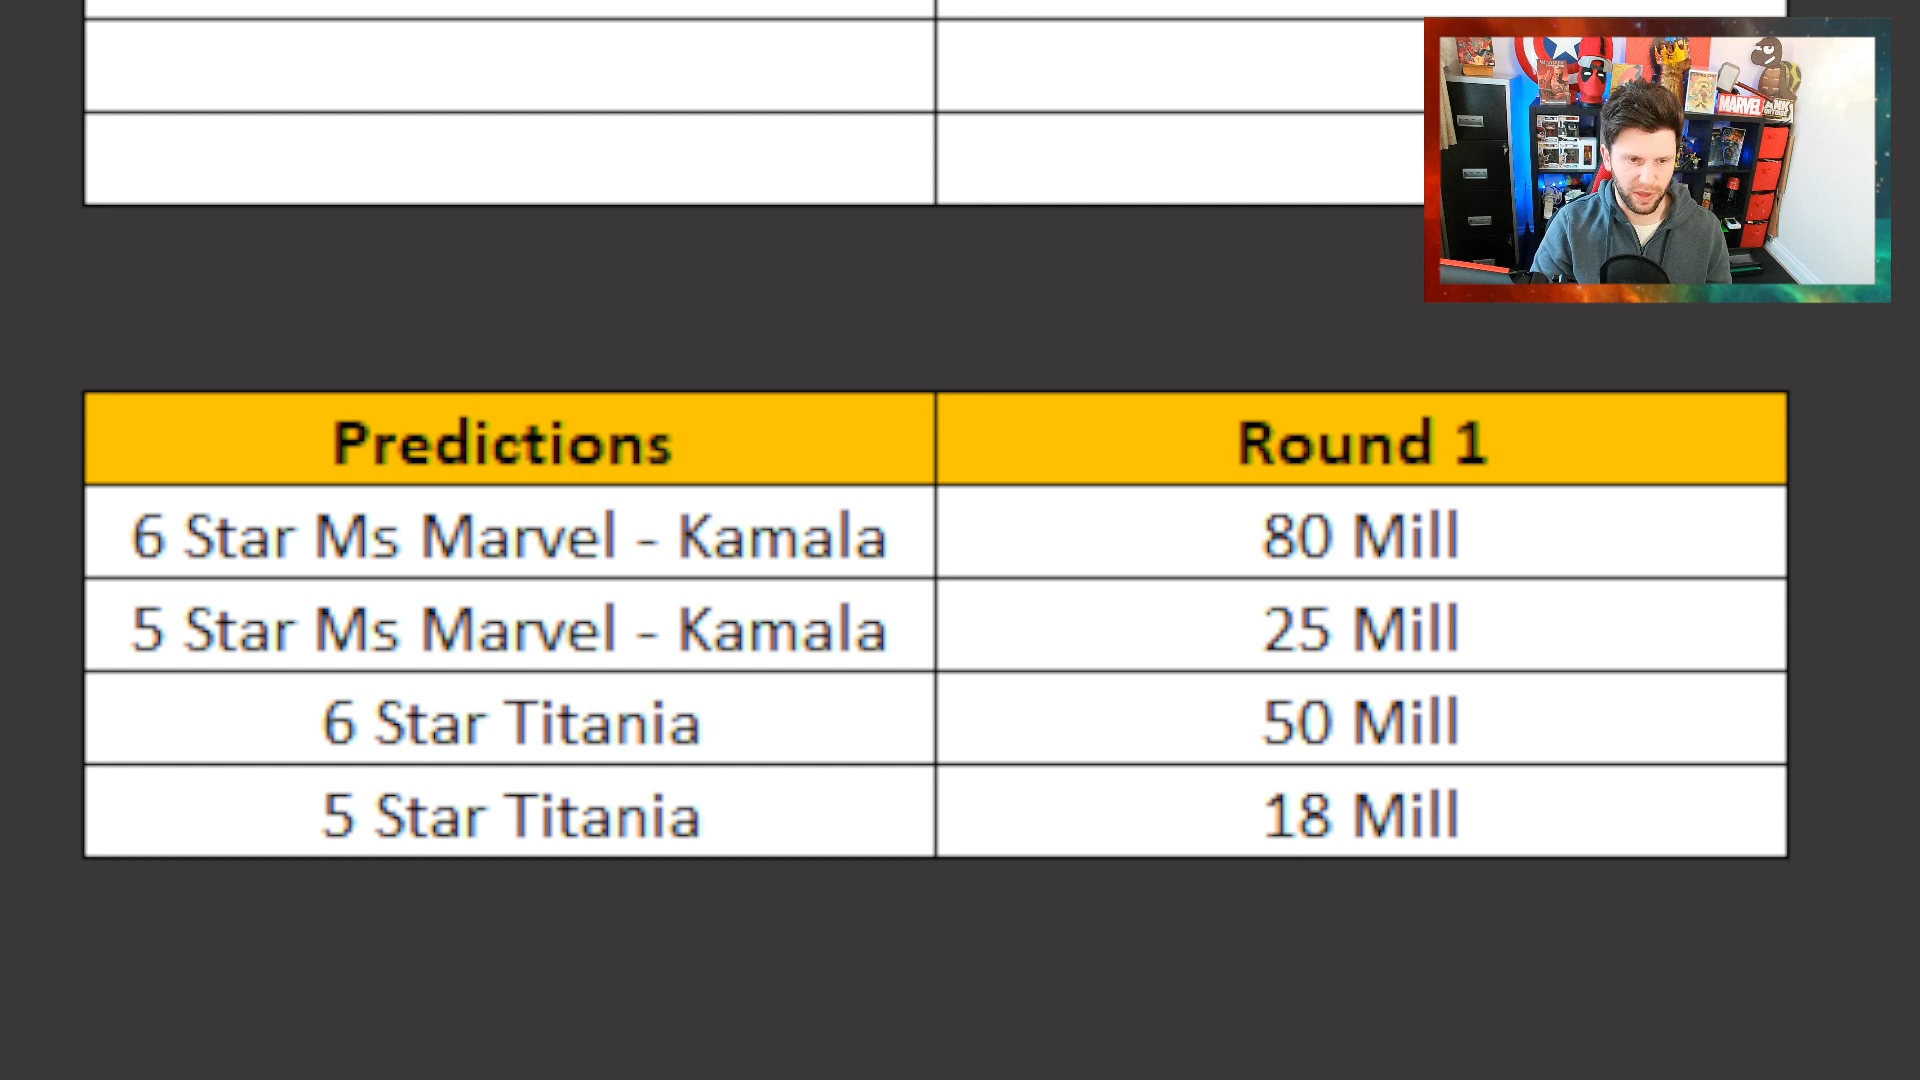 MARVEL
Predictions
Round 1
6 Star Ms Marvel - Kamala
80 Mill
5 Star Ms Marvel - Kamala
25 Mill
6 Star Titania
50 Mill
5 Star Titania
18 Mill